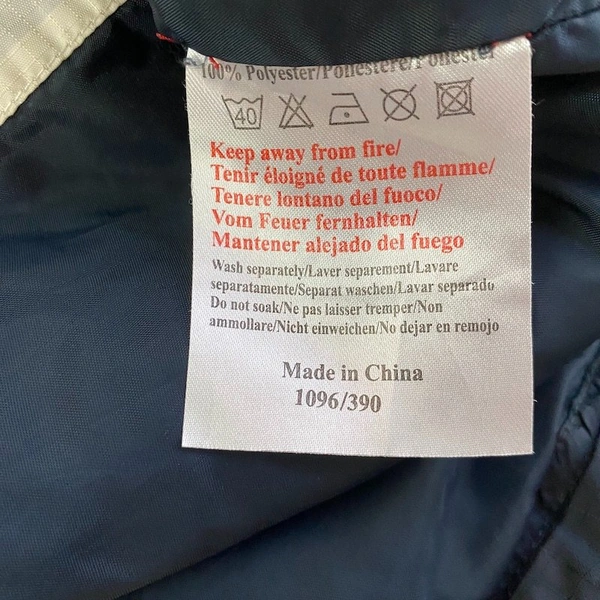 100% Polyester/Poliestere/Poliester
40
Keep away from fire/
Tenir éloigné de toute flamme/
Tenere lontano del fuoco/
Vom Feuer fernhalten/
Mantener alejado del fuego
Wash separately/Laver separement/Lavare
separatamente/Separat waschen/Lavar separado
Do not soak/Ne pas laisser tremper/Non
ammollare/Nicht einweichen/No dejar en remojo
Made in China
1096/390